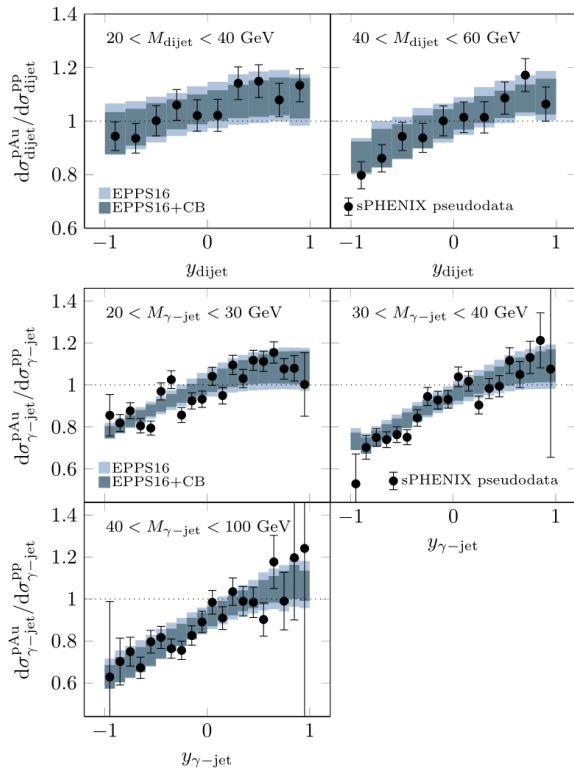 20 < M_dijet < 40 GeV
40 < M_dijet < 60 GeV
1.4
1.2
1
0.8
0.6
dσ^pAu_dijet/dσ^pp_dijet
EPPS16
EPPS16+CB
sPHENIX pseudodata
−1 0 1
−1 0 1
y_dijet
y_dijet
20 < M_γ−jet < 30 GeV
30 < M_γ−jet < 40 GeV
1.4
1.2
1
0.8
0.6
dσ^pAu_γ−jet/dσ^pp_γ−jet
EPPS16
EPPS16+CB
sPHENIX pseudodata
−1 0 1
y_γ−jet
40 < M_γ−jet < 100 GeV
1.4
1.2
1
0.8
0.6
dσ^pAu_γ−jet/dσ^pp_γ−jet
−1 0 1
y_γ−jet